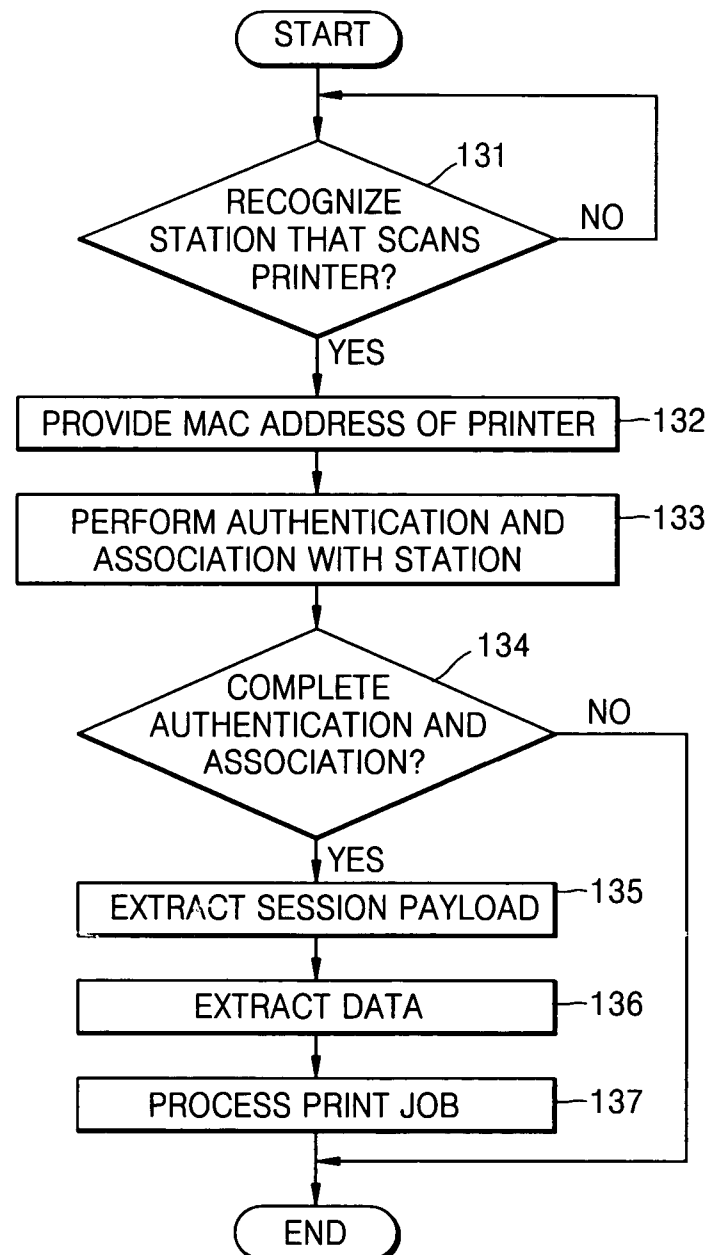 START
131
RECOGNIZE
STATION THAT SCANS
PRINTER?
NO
YES
PROVIDE MAC ADDRESS OF PRINTER
132
PERFORM AUTHENTICATION AND
ASSOCIATION WITH STATION
133
134
COMPLETE
AUTHENTICATION AND
ASSOCIATION?
NO
YES
EXTRACT SESSION PAYLOAD
135
EXTRACT DATA
136
PROCESS PRINT JOB
137
END